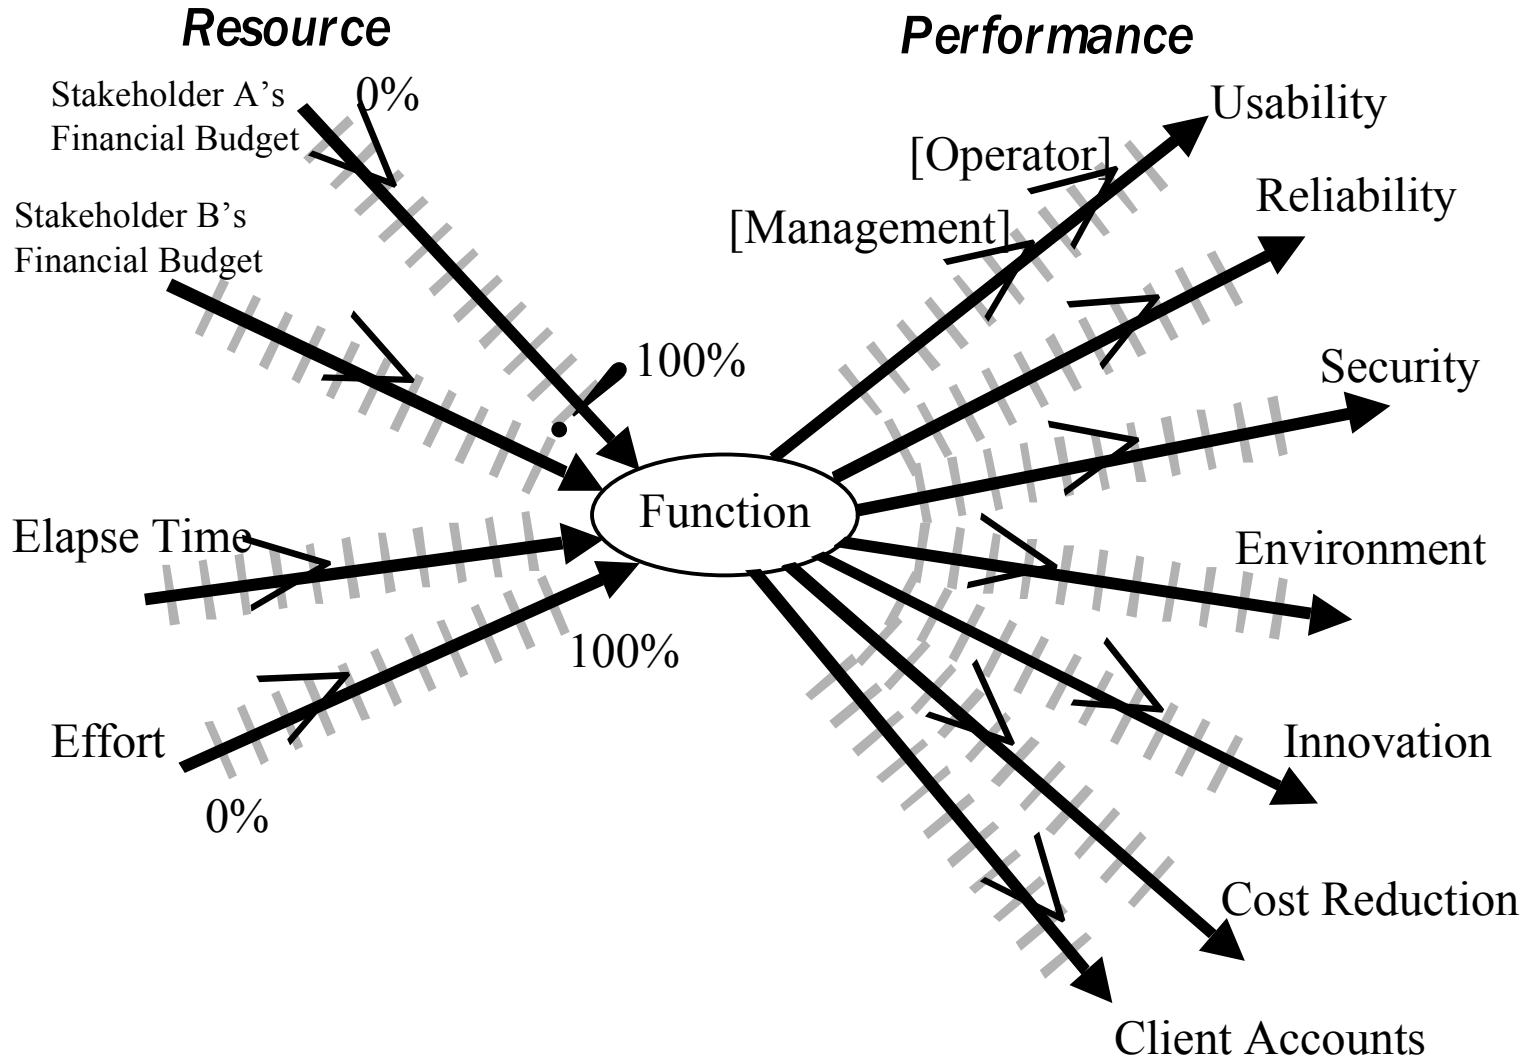 Resource
Performance
Stakeholder A's
Financial Budget
0%
Usability
[Operator]
Reliability
Stakeholder B's
Financial Budget
[Management]
100%
Security
Function
Elapse Time
Environment
100%
Effort
0%
Innovation
Cost Reduction
Client Accounts